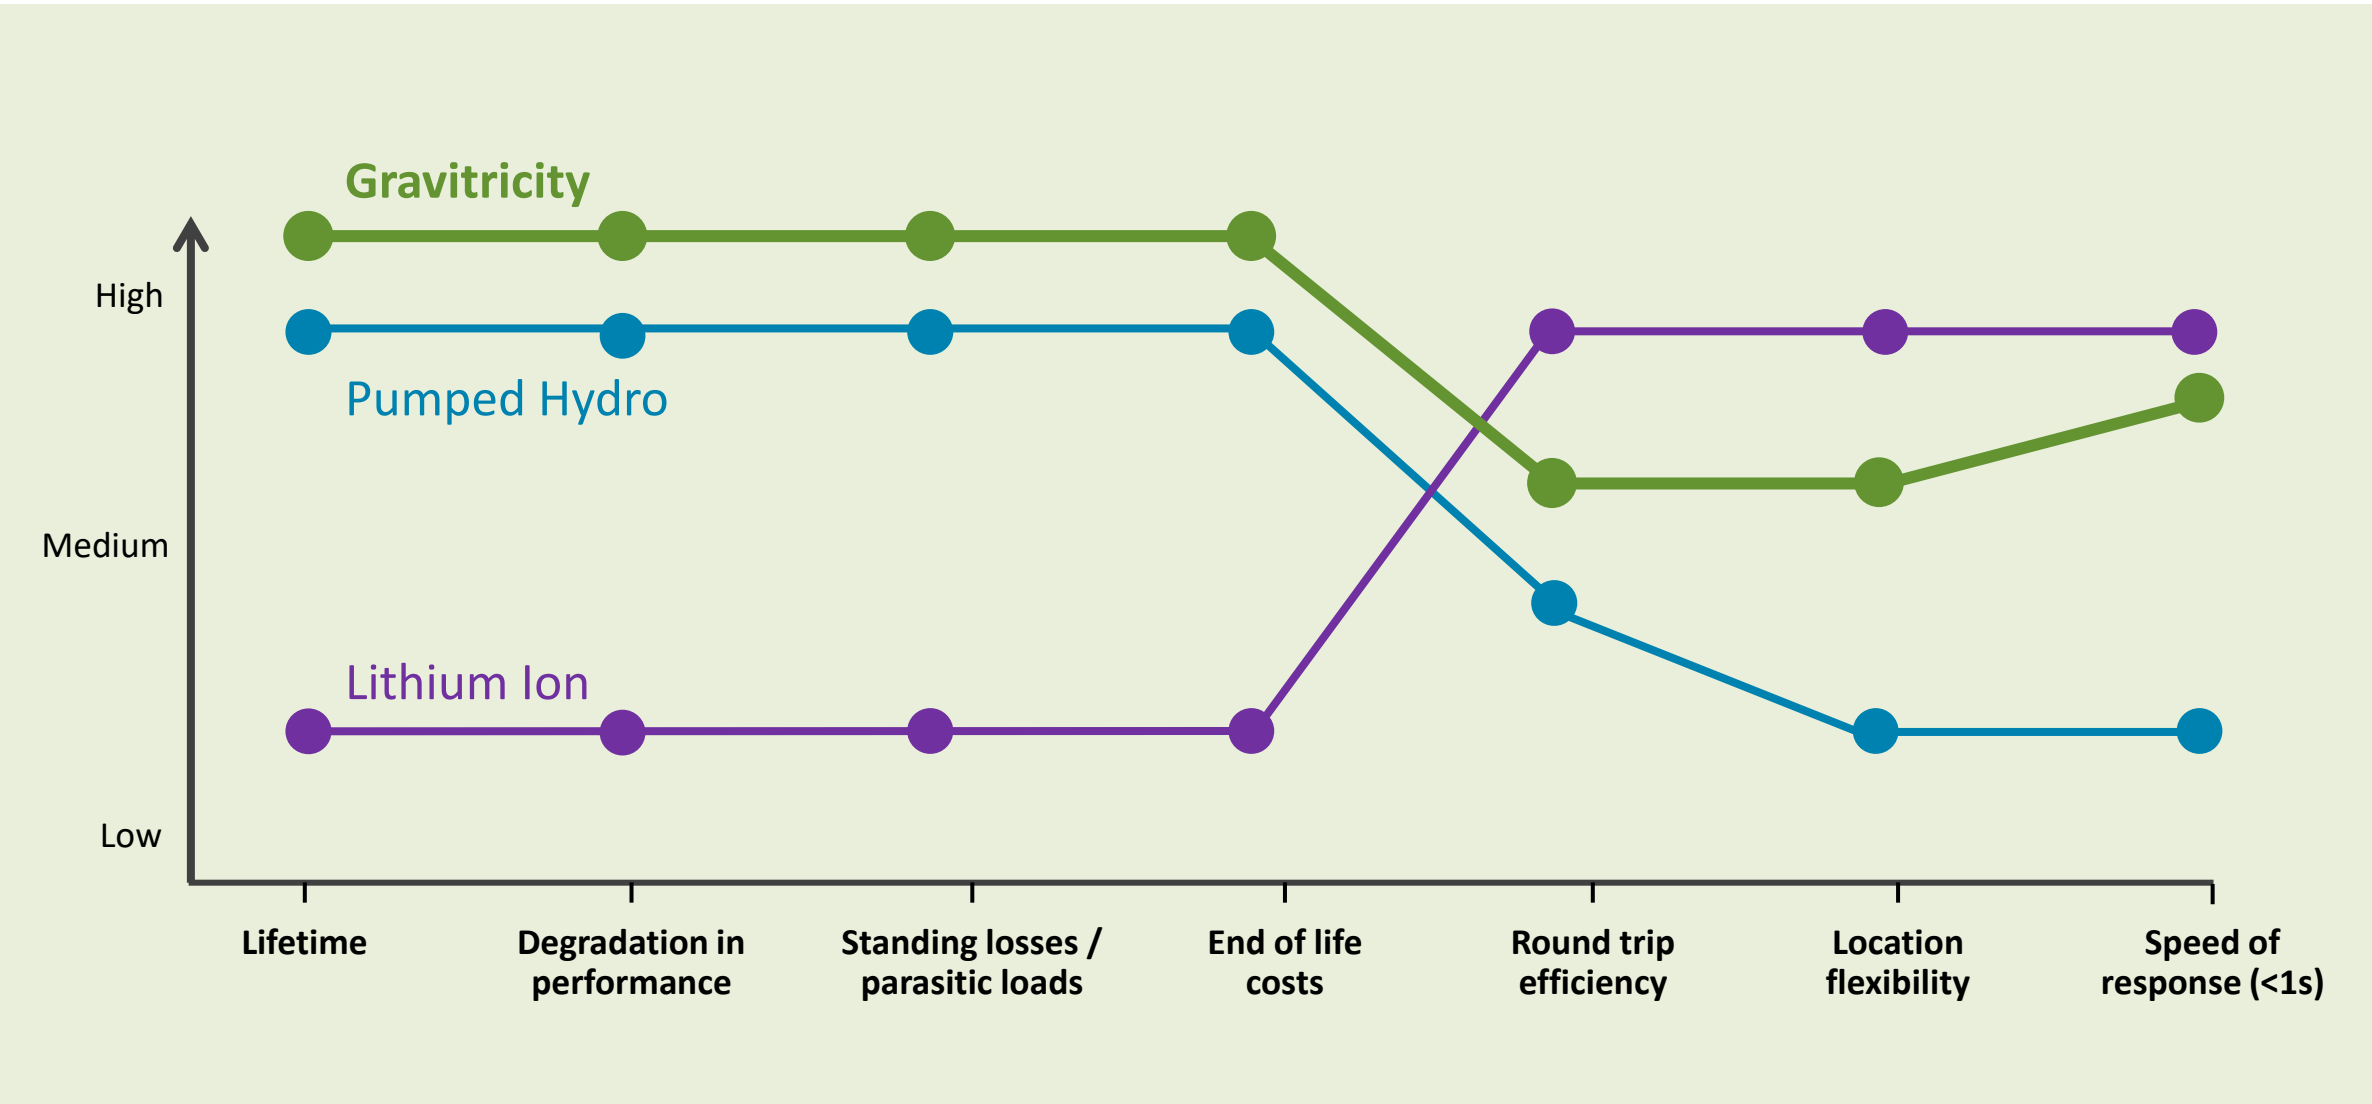 Gravitricity
High
Pumped Hydro
Medium
Lithium Ion
Low
Lifetime
Degradation in
performance
Standing losses /
parasitic loads
End of life
costs
Round trip
efficiency
Location
flexibility
Speed of
response (<1s)